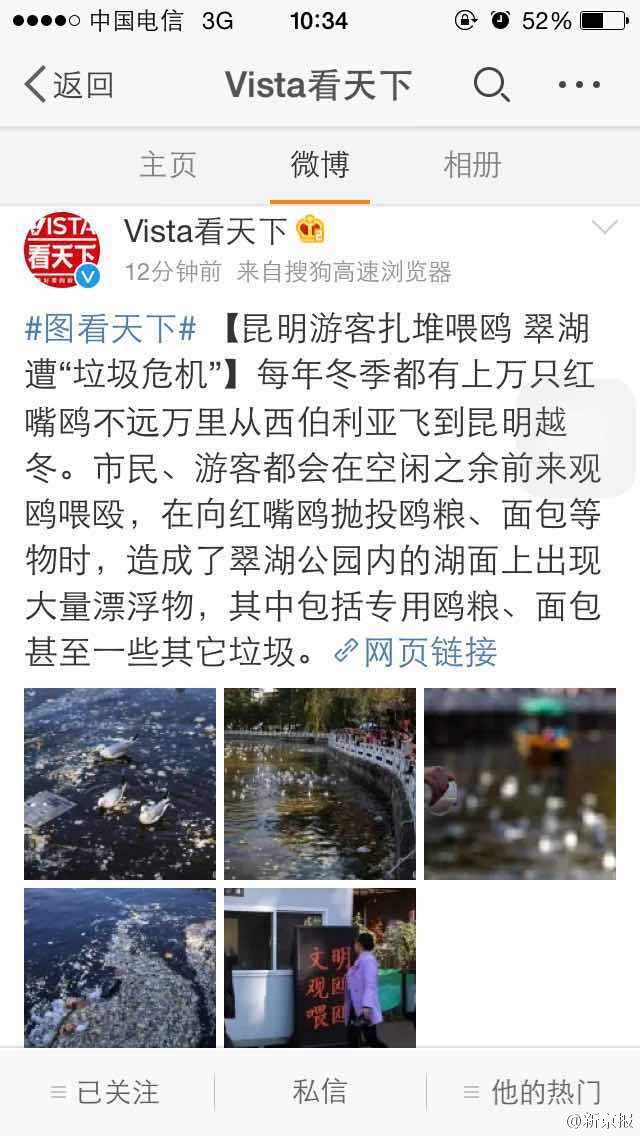 中国电信 3G 10:34 52%
返回 Vista看天下
主页 微博 相册
VISTA
看天下
Vista看天下
12分钟前 来自搜狗高速浏览器
#图看天下# 【昆明游客扎堆喂鸥 翠湖
遭“垃圾危机”】每年冬季都有上万只红
嘴鸥不远万里从西伯利亚飞到昆明越
冬。市民、游客都会在空闲之余前来观
鸥喂殴，在向红嘴鸥抛投鸥粮、面包等
物时，造成了翠湖公园内的湖面上出现
大量漂浮物，其中包括专用鸥粮、面包
甚至一些其它垃圾。网页链接
文明
观鸥
喂鸥
已关注 私信 他的热门
@新京报